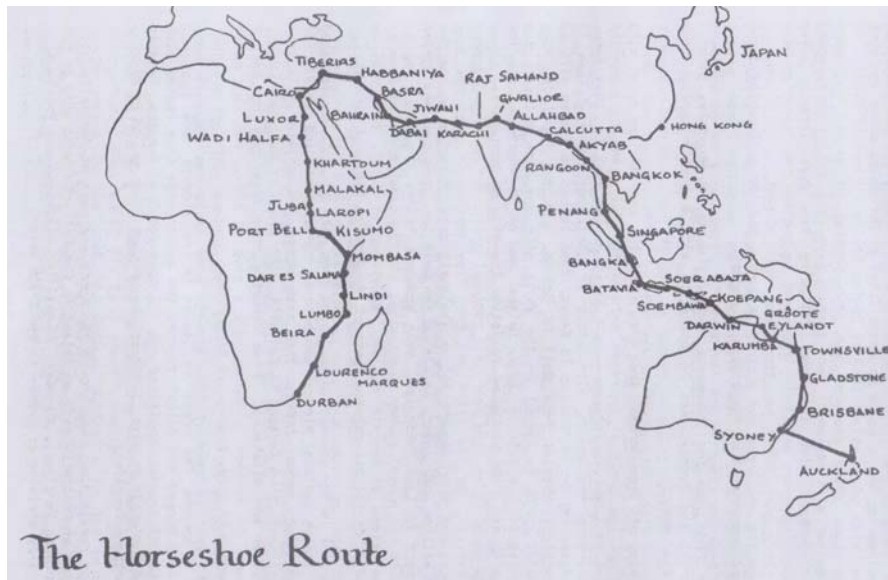 JAPAN
TIBERIAS
HABBANIYA
RAJ SAMAND
CAIRO
BASRA
GWALIOR
LUXOR
BAHRAIN
JIWANI
ALLAHBAD
DABAI
KARACHI
CALCUTTA
HONG KONG
WADI HALFA
AKYAB
KHARTOUM
RANGOON
BANGKOK
MALAKAL
JUBA
LAROPI
PENANG
PORT BELL
KISUMO
SINGAPORE
MOMBASA
BANGKA
DAR ES SALAM
BATAVIA
SOERABAJA
LINDI
KOEPANG
SOEMBAWA
LUMBO
GROOTE
EYLANDT
DARWIN
BEIRA
KARUMBA
TOWNSVILLE
LOURENCO
MARQUES
GLADSTONE
DURBAN
BRISBANE
SYDNEY
AUCKLAND
The Horseshoe Route